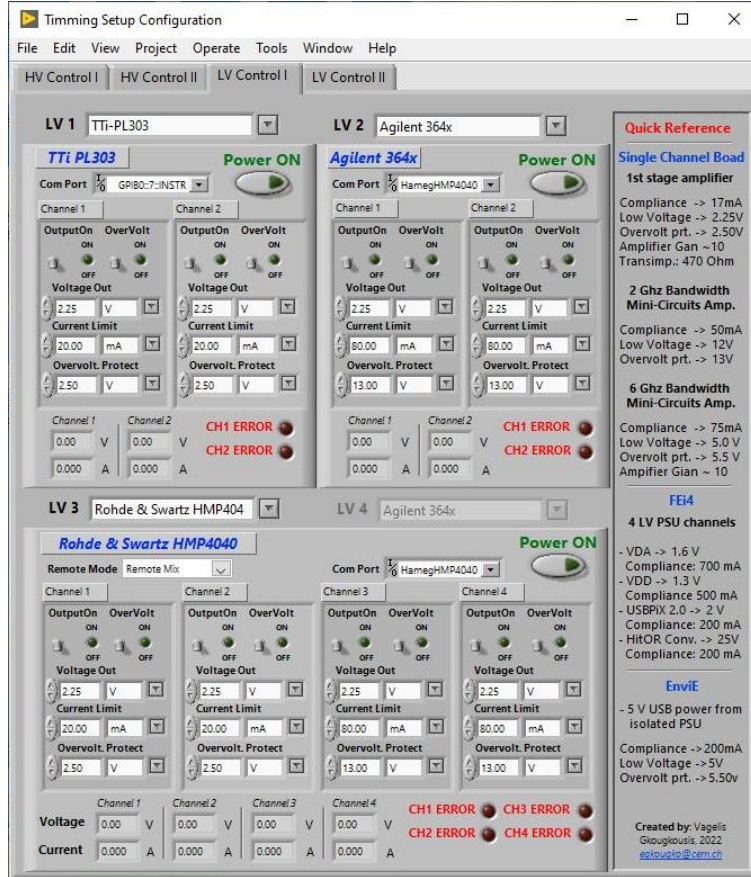 Timming Setup Configuration
File Edit View Project Operate Tools Window Help
HV Control I HV Control II LV Control I LV Control II
LV 1 TTi-PL303
LV 2 Agilent 364x
TTi PL303 Power ON
Com Port GPIB0::7::INSTR
Channel 1 Channel 2
OutputOn OverVolt OutputOn OverVolt
ON ON ON ON
OFF OFF OFF OFF
Voltage Out Voltage Out
2.25 V 2.25 V
Current Limit Current Limit
20.00 mA 20.00 mA
Overvolt. Protect Overvolt. Protect
2.50 V 2.50 V
Channel 1 Channel 2
0.00 V 0.00 V CH1 ERROR
0.000 A 0.000 A CH2 ERROR
Agilent 364x Power ON
Com Port HamegHMP4040
Channel 1 Channel 2
OutputOn OverVolt OutputOn OverVolt
ON ON ON ON
OFF OFF OFF OFF
Voltage Out Voltage Out
2.25 V 2.25 V
Current Limit Current Limit
80.00 mA 80.00 mA
Overvolt. Protect Overvolt. Protect
13.00 V 13.00 V
Channel 1 Channel 2
0.00 V 0.00 V CH1 ERROR
0.000 A 0.000 A CH2 ERROR
LV 3 Rohde & Swartz HMP404
LV 4 Agilent 364x
Rohde & Swartz HMP4040 Power ON
Remote Mode Remote Mix Com Port HamegHMP4040
Channel 1 Channel 2 Channel 3 Channel 4
OutputOn OverVolt OutputOn OverVolt OutputOn OverVolt OutputOn OverVolt
ON ON ON ON ON ON ON ON
OFF OFF OFF OFF OFF OFF OFF OFF
Voltage Out Voltage Out Voltage Out Voltage Out
2.25 V 2.25 V 2.25 V 2.25 V
Current Limit Current Limit Current Limit Current Limit
20.00 mA 20.00 mA 80.00 mA 80.00 mA
Overvolt. Protect Overvolt. Protect Overvolt. Protect Overvolt. Protect
2.50 V 2.50 V 13.00 V 13.00 V
Channel 1 Channel 2 Channel 3 Channel 4
Voltage 0.00 V 0.00 V 0.00 V 0.00 V CH1 ERROR CH3 ERROR
Current 0.000 A 0.000 A 0.000 A 0.000 A CH2 ERROR CH4 ERROR
Quick Reference
Single Channel Boad
1st stage amplifier
Compliance -> 17mA
Low Voltage -> 2.25V
Overvolt prt. -> 2.50V
Amplifier Gan ~10
Transimp.: 470 Ohm
2 Ghz Bandwidth
Mini-Circuits Amp.
Compliance -> 50mA
Low Voltage -> 12V
Overvolt prt. -> 13V
6 Ghz Bandwidth
Mini-Circuits Amp.
Compliance -> 75mA
Low Voltage -> 5.0 V
Overvolt prt. -> 5.5 V
Ampifier Gian ~ 10
FEi4
4 LV PSU channels
- VDA -> 1.6 V
Compliance: 700 mA
- VDD -> 1.3 V
Compliance 500 mA
- USBPiX 2.0 -> 2 V
Compliance: 200 mA
- HitOR Conv. -> 25V
Compliance: 200 mA
EnviE
- 5 V USB power from
isolated PSU
Compliance ->200mA
Low Voltage ->5V
Overvolt prt. ->5.50v
Created by: Vagelis
Gkougkousis, 2022
egkougko@cern.ch